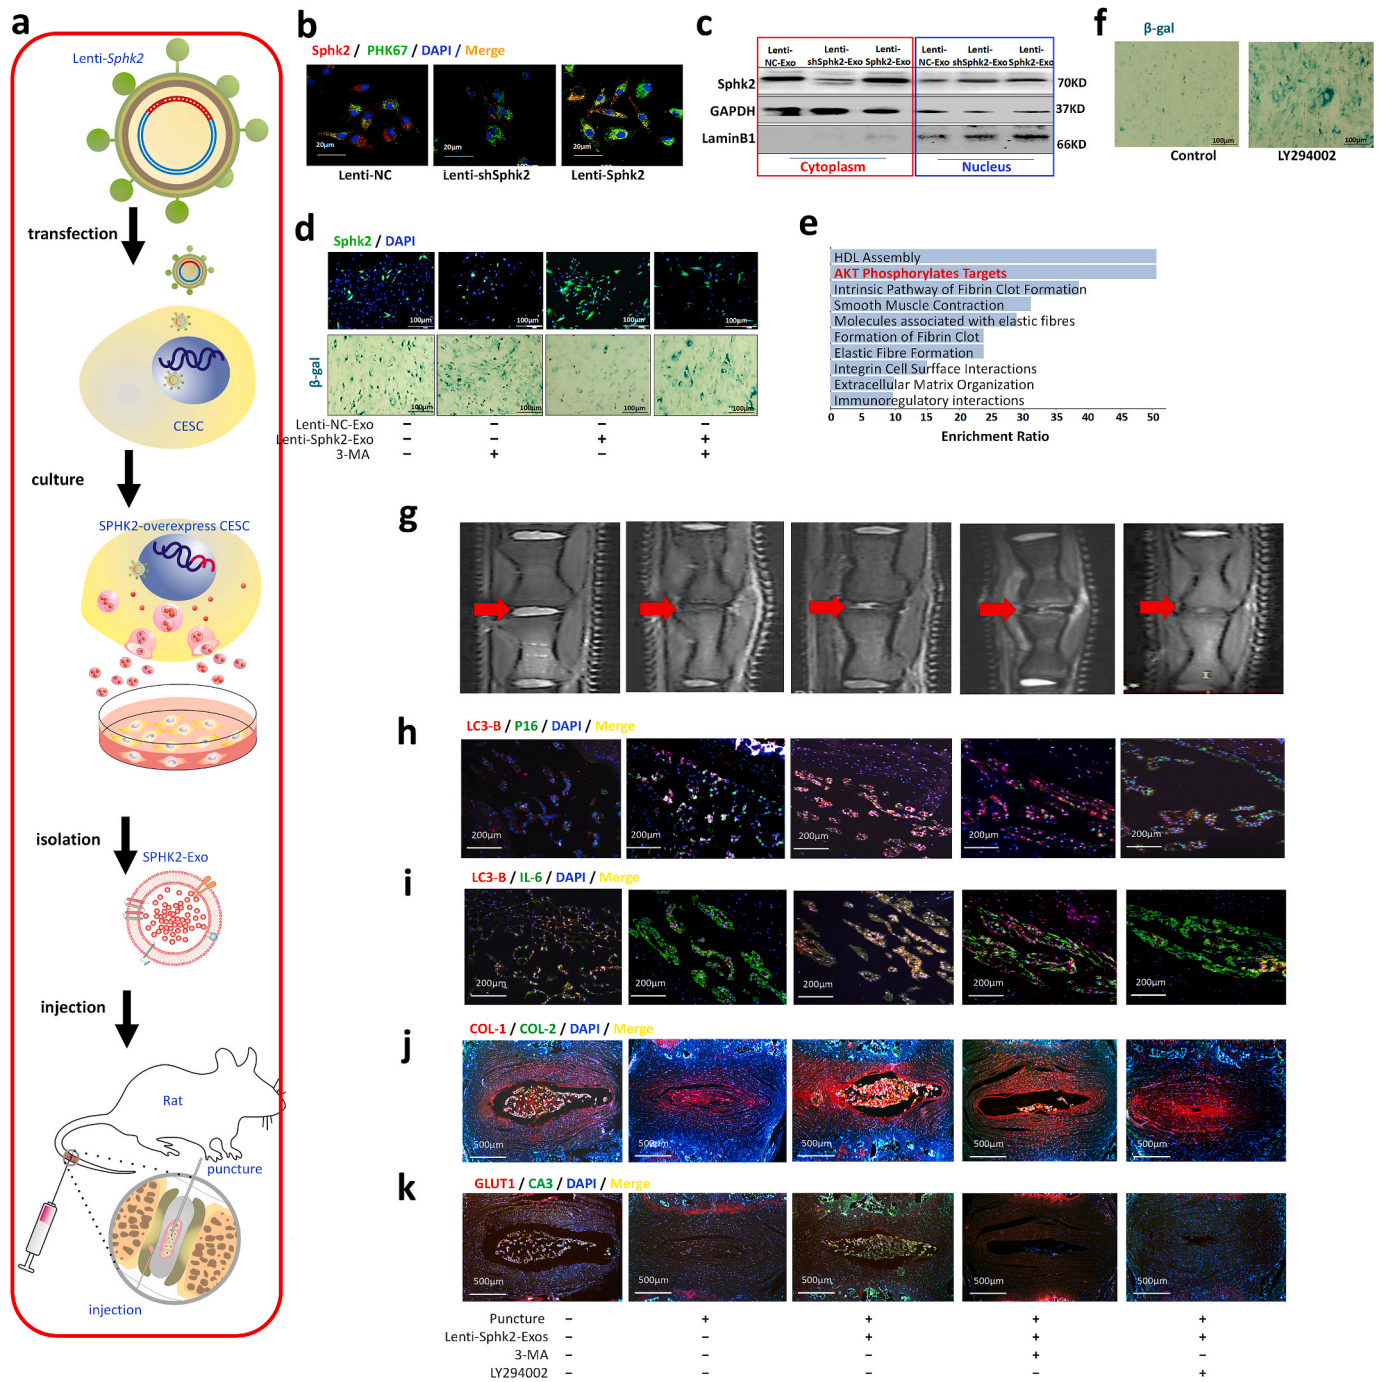 a
Lenti-Sphk2
transfection
CESC
culture
SPHK2-overexpress CESC
isolation
SPHK2-Exo
injection
Rat
puncture
injection
b
Sphk2 / PHK67 / DAPI / Merge
20μm
20μm
20μm
Lenti-NC
Lenti-shSphk2
Lenti-Sphk2
c
Lenti-
NC-Exo
Lenti-
shSphk2-Exo
Lenti-
Sphk2-Exo
Lenti-
NC-Exo
Lenti-
shSphk2-Exo
Lenti-
Sphk2-Exo
Sphk2
70KD
GAPDH
37KD
LaminB1
66KD
Cytoplasm
Nucleus
f
β-gal
100μm
100μm
Control
LY294002
d
Sphk2 / DAPI
100μm
100μm
100μm
100μm
β-gal
100μm
100μm
100μm
100μm
Lenti-NC-Exo – – – –
Lenti-Sphk2-Exo – – + +
3-MA – + – +
e
HDL Assembly
AKT Phosphorylates Targets
Intrinsic Pathway of Fibrin Clot Formation
Smooth Muscle Contraction
Molecules associated with elastic fibres
Formation of Fibrin Clot
Elastic Fibre Formation
Integrin Cell Surfface Interactions
Extracellular Matrix Organization
Immunoregulatory interactions
0 5 10 15 20 25 30 35 40 45 50
Enrichment Ratio
g
h
LC3-B / P16 / DAPI / Merge
200μm
200μm
200μm
200μm
200μm
i
LC3-B / IL-6 / DAPI / Merge
200μm
200μm
200μm
200μm
200μm
j
COL-1 / COL-2 / DAPI / Merge
500μm
500μm
500μm
500μm
500μm
k
GLUT1 / CA3 / DAPI / Merge
500μm
500μm
500μm
500μm
500μm
Puncture – + + + +
Lenti-Sphk2-Exos – – + + +
3-MA – – – + –
LY294002 – – – – +